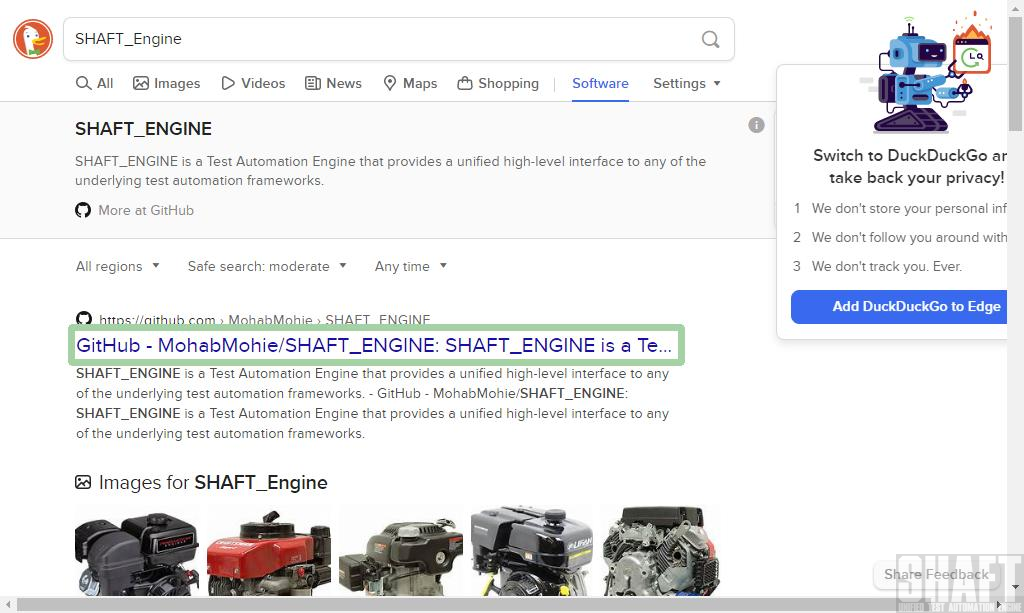 SHAFT_Engine
All Images Videos News Maps Shopping Software Settings
SHAFT_ENGINE
SHAFT_ENGINE is a Test Automation Engine that provides a unified high-level interface to any of the
underlying test automation frameworks.
More at GitHub
Switch to DuckDuckGo an
take back your privacy!
1 We don't store your personal inf
2 We don't follow you around with
3 We don't track you. Ever.
Add DuckDuckGo to Edge
All regions Safe search: moderate Any time
https://github.com › MohabMohie › SHAFT_ENGINE
GitHub - MohabMohie/SHAFT_ENGINE: SHAFT_ENGINE is a Te...
SHAFT_ENGINE is a Test Automation Engine that provides a unified high-level interface to any
of the underlying test automation frameworks. - GitHub - MohabMohie/SHAFT_ENGINE:
SHAFT_ENGINE is a Test Automation Engine that provides a unified high-level interface to any
of the underlying test automation frameworks.
Images for SHAFT_Engine
LIFAN
Share Feedback
SHAFT